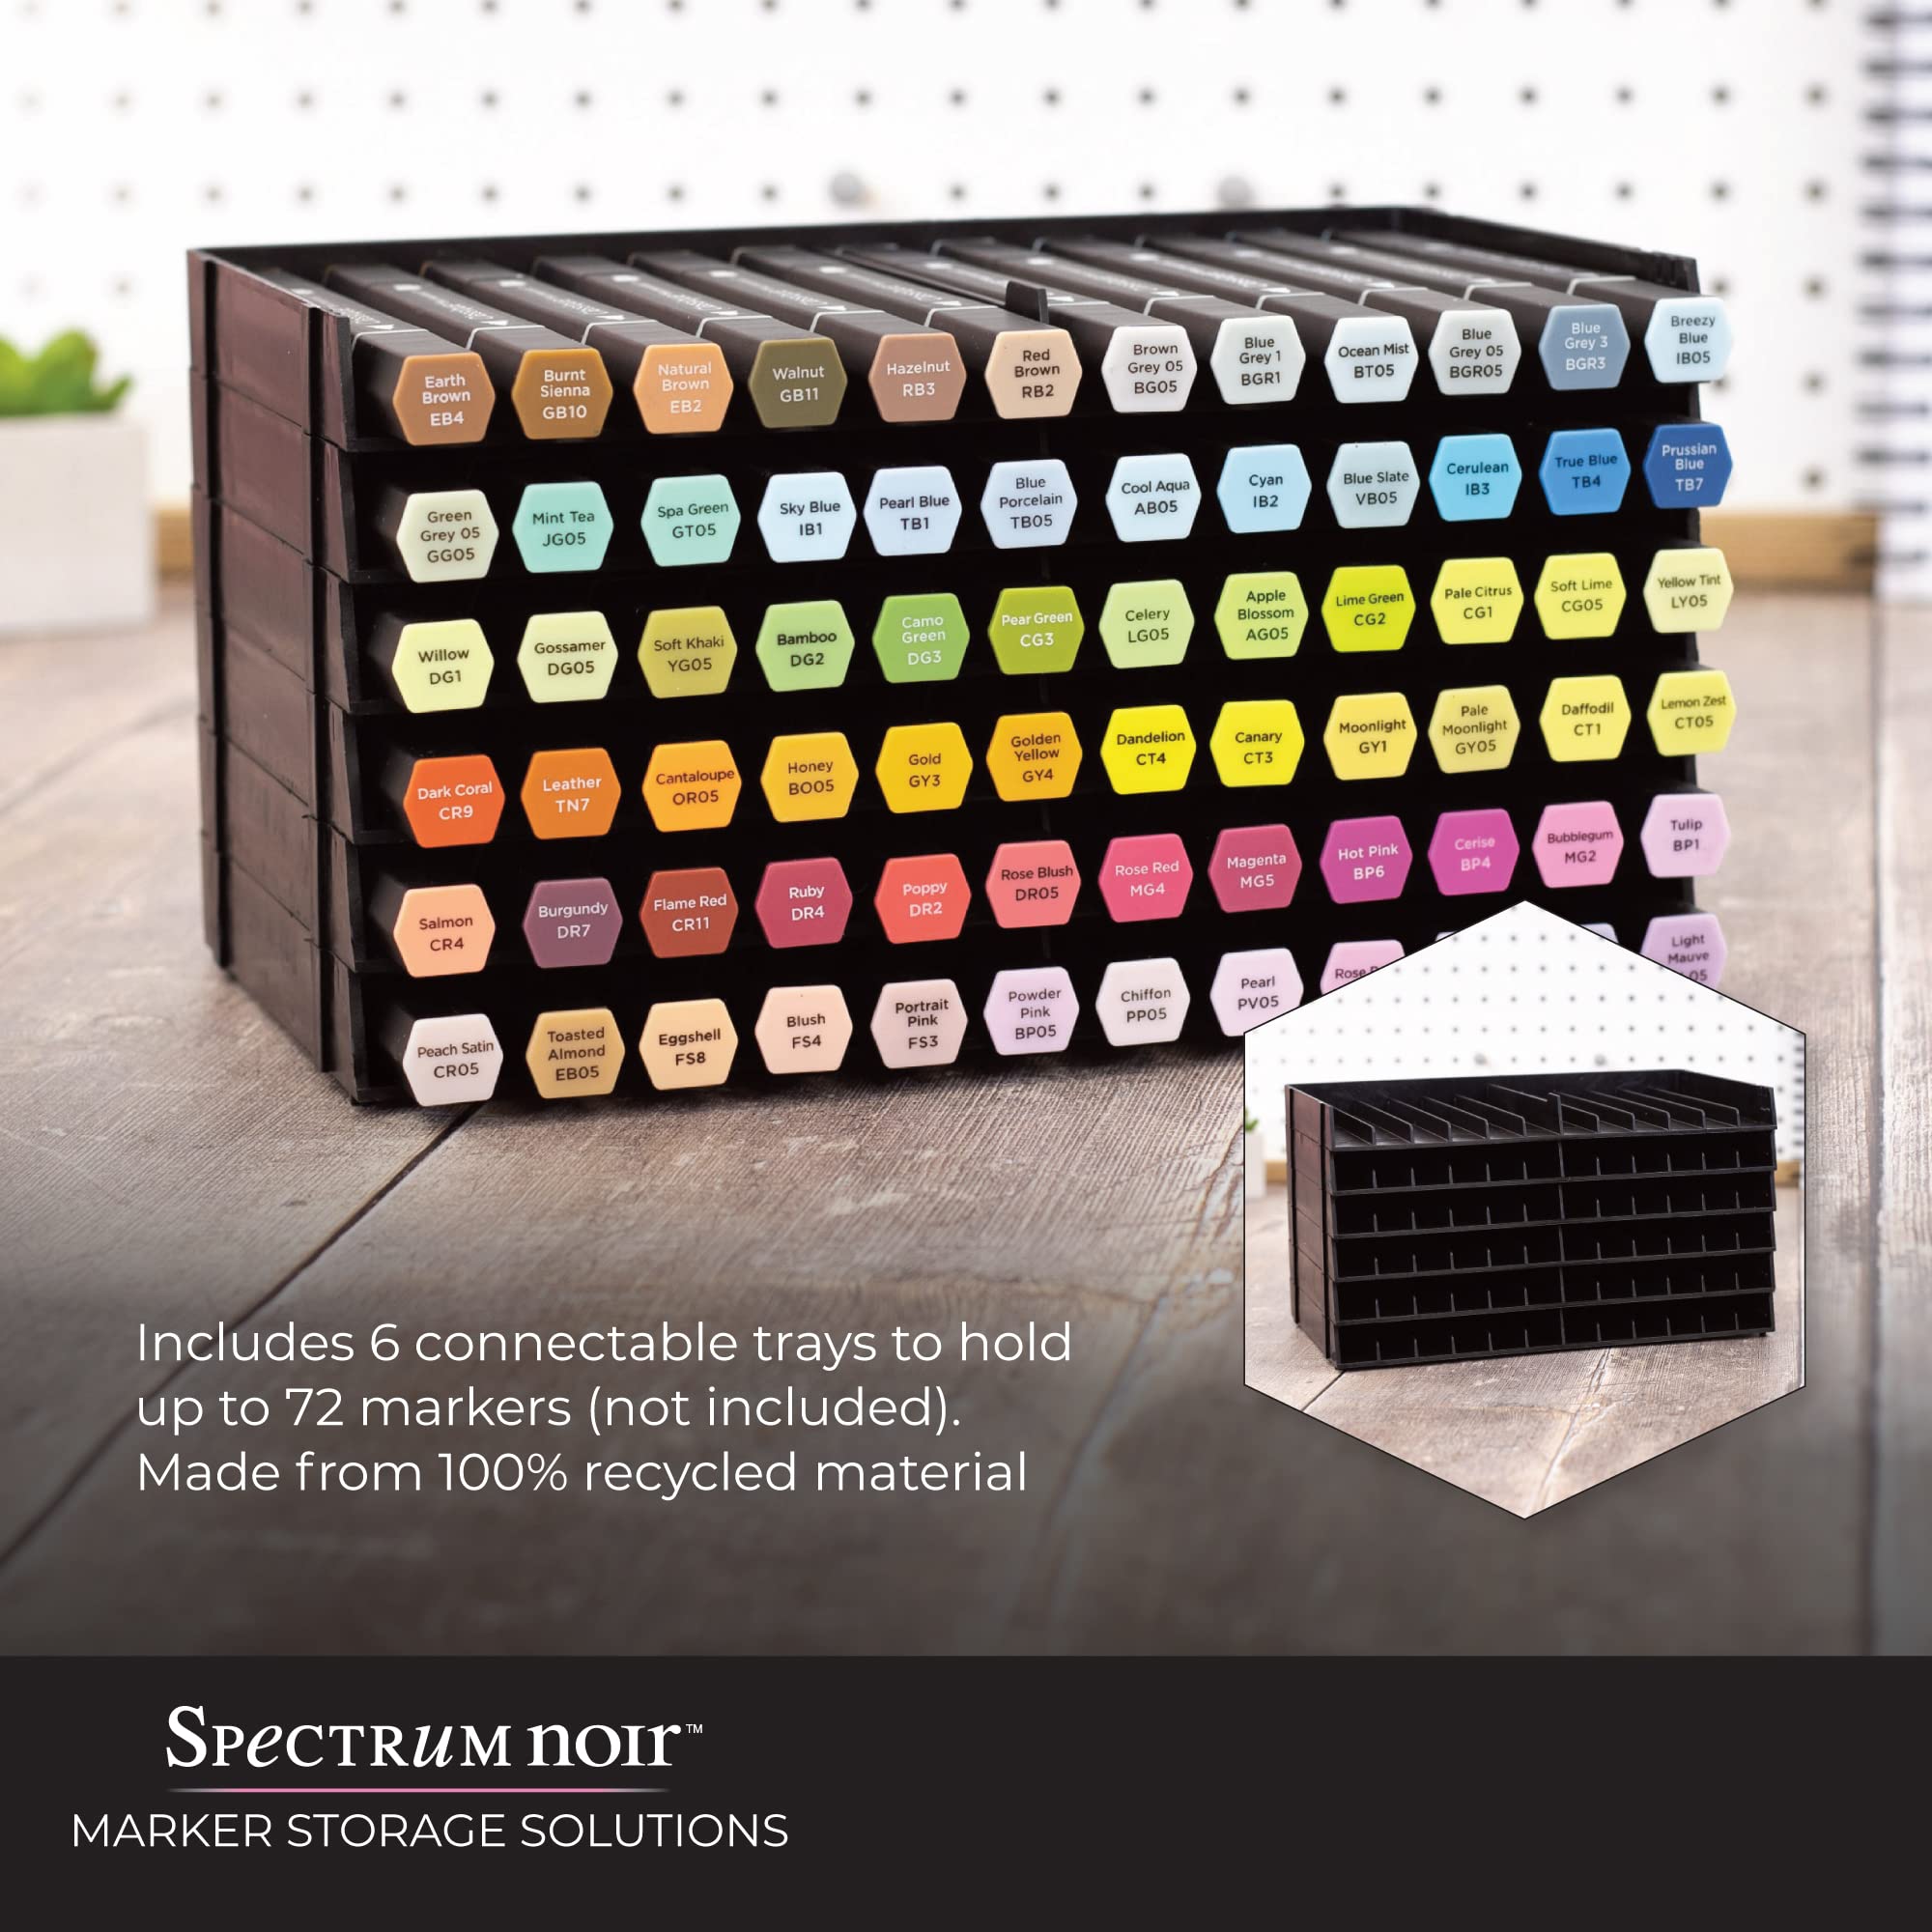 Earth
Brown
EB4
Burnt
Sienna
GB10
Natural
Brown
EB2
Walnut
GB11
Hazelnut
RB3
Red
Brown
RB2
Brown
Grey 05
BG05
Blue
Grey 1
BGR1
Ocean Mist
BT05
Blue
Grey 05
BGR05
Blue
Grey 3
BGR3
Breezy
Blue
IB05
Green
Grey 05
GG05
Mint Tea
JG05
Spa Green
GT05
Sky Blue
IB1
Pearl Blue
TB1
Blue
Porcelain
TB05
Cool Aqua
AB05
Cyan
IB2
Blue Slate
VB05
Cerulean
IB3
True Blue
TB4
Prussian
Blue
TB7
Willow
DG1
Gossamer
DG05
Soft Khaki
YG05
Bamboo
DG2
Camo
Green
DG3
Pear Green
CG3
Celery
LG05
Apple
Blossom
AG05
Lime Green
CG2
Pale Citrus
CG1
Soft Lime
CG05
Yellow Tint
LY05
Dark Coral
CR9
Leather
TN7
Cantaloupe
OR05
Honey
BO05
Gold
GY3
Golden
Yellow
GY4
Dandelion
CT4
Canary
CT3
Moonlight
GY1
Pale
Moonlight
GY05
Daffodil
CT1
Lemon Zest
CT05
Salmon
CR4
Burgundy
DR7
Flame Red
CR11
Ruby
DR4
Poppy
DR2
Rose Blush
DR05
Rose Red
MG4
Magenta
MG5
Hot Pink
BP6
Cerise
BP4
Bubblegum
MG2
Tulip
BP1
Peach Satin
CR05
Toasted
Almond
EB05
Eggshell
FS8
Blush
FS4
Portrait
Pink
FS3
Powder
Pink
BP05
Chiffon
PP05
Pearl
PV05
Rose
Light
Mauve
05
Includes 6 connectable trays to hold
up to 72 markers (not included).
Made from 100% recycled material
SPECTRUM noir™
MARKER STORAGE SOLUTIONS